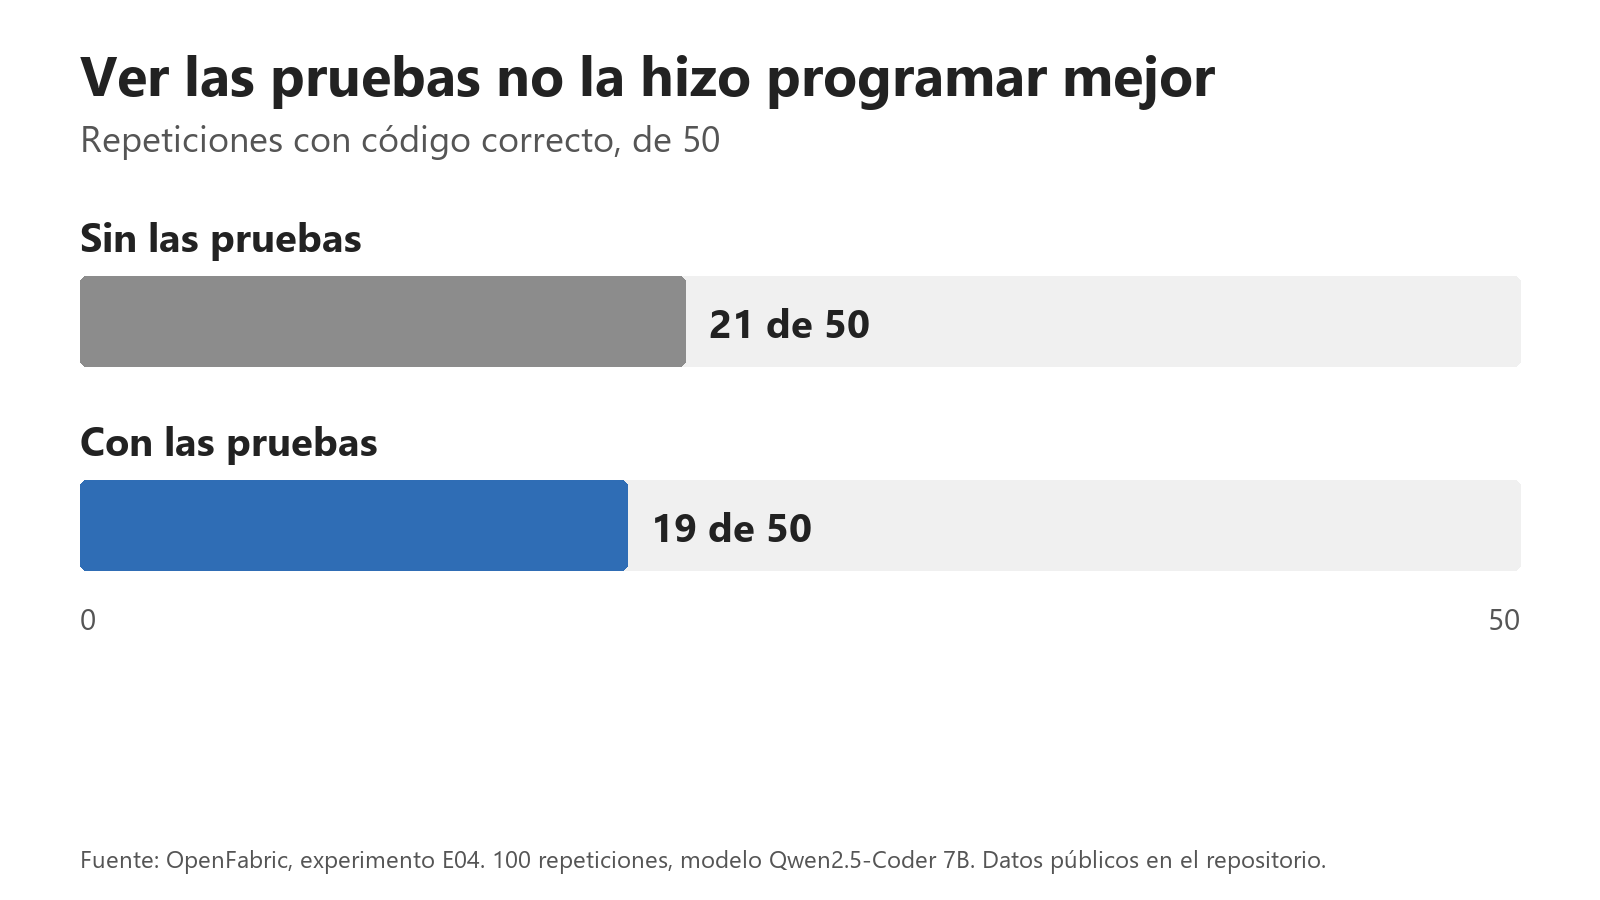 Ver las pruebas no la hizo programar mejor
Repeticiones con código correcto, de 50
Sin las pruebas
21 de 50
Con las pruebas
19 de 50
0 50
Fuente: OpenFabric, experimento E04. 100 repeticiones, modelo Qwen2.5-Coder 7B. Datos públicos en el repositorio.